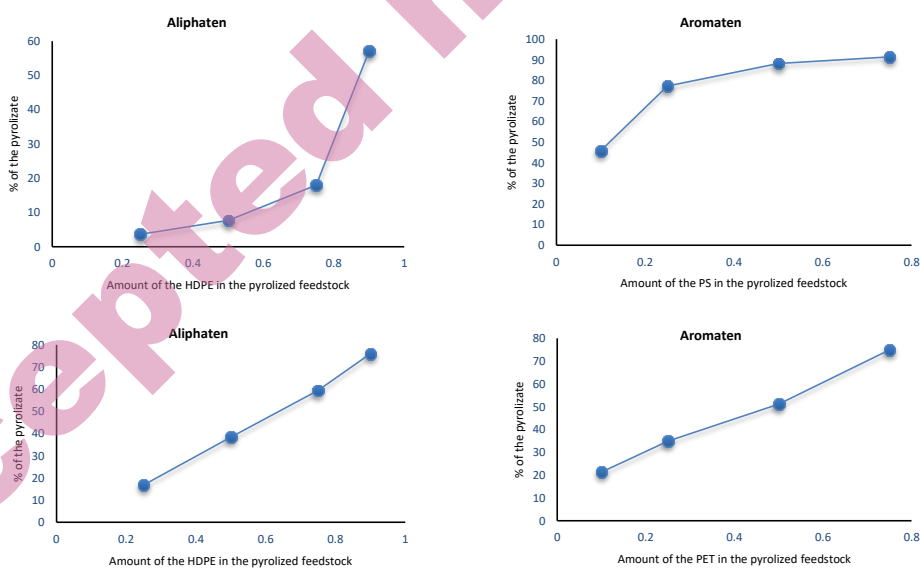 Aliphaten
60
50
40
30
20
10
0
% of the pyrolizate
0 0.2 0.4 0.6 0.8 1
Amount of the HDPE in the pyrolized feedstock
Aromaten
100
90
80
70
60
50
40
30
20
10
0
% of the pyrolizate
0 0.2 0.4 0.6 0.8
Amount of the PS in the pyrolized feedstock
Aliphaten
80
70
60
50
40
30
20
10
0
% of the pyrolizate
0 0.2 0.4 0.6 0.8 1
Amount of the HDPE in the pyrolized feedstock
Aromaten
80
70
60
50
40
30
20
10
0
% of the pyrolizate
0 0.2 0.4 0.6 0.8
Amount of the PET in the pyrolized feedstock
cepted